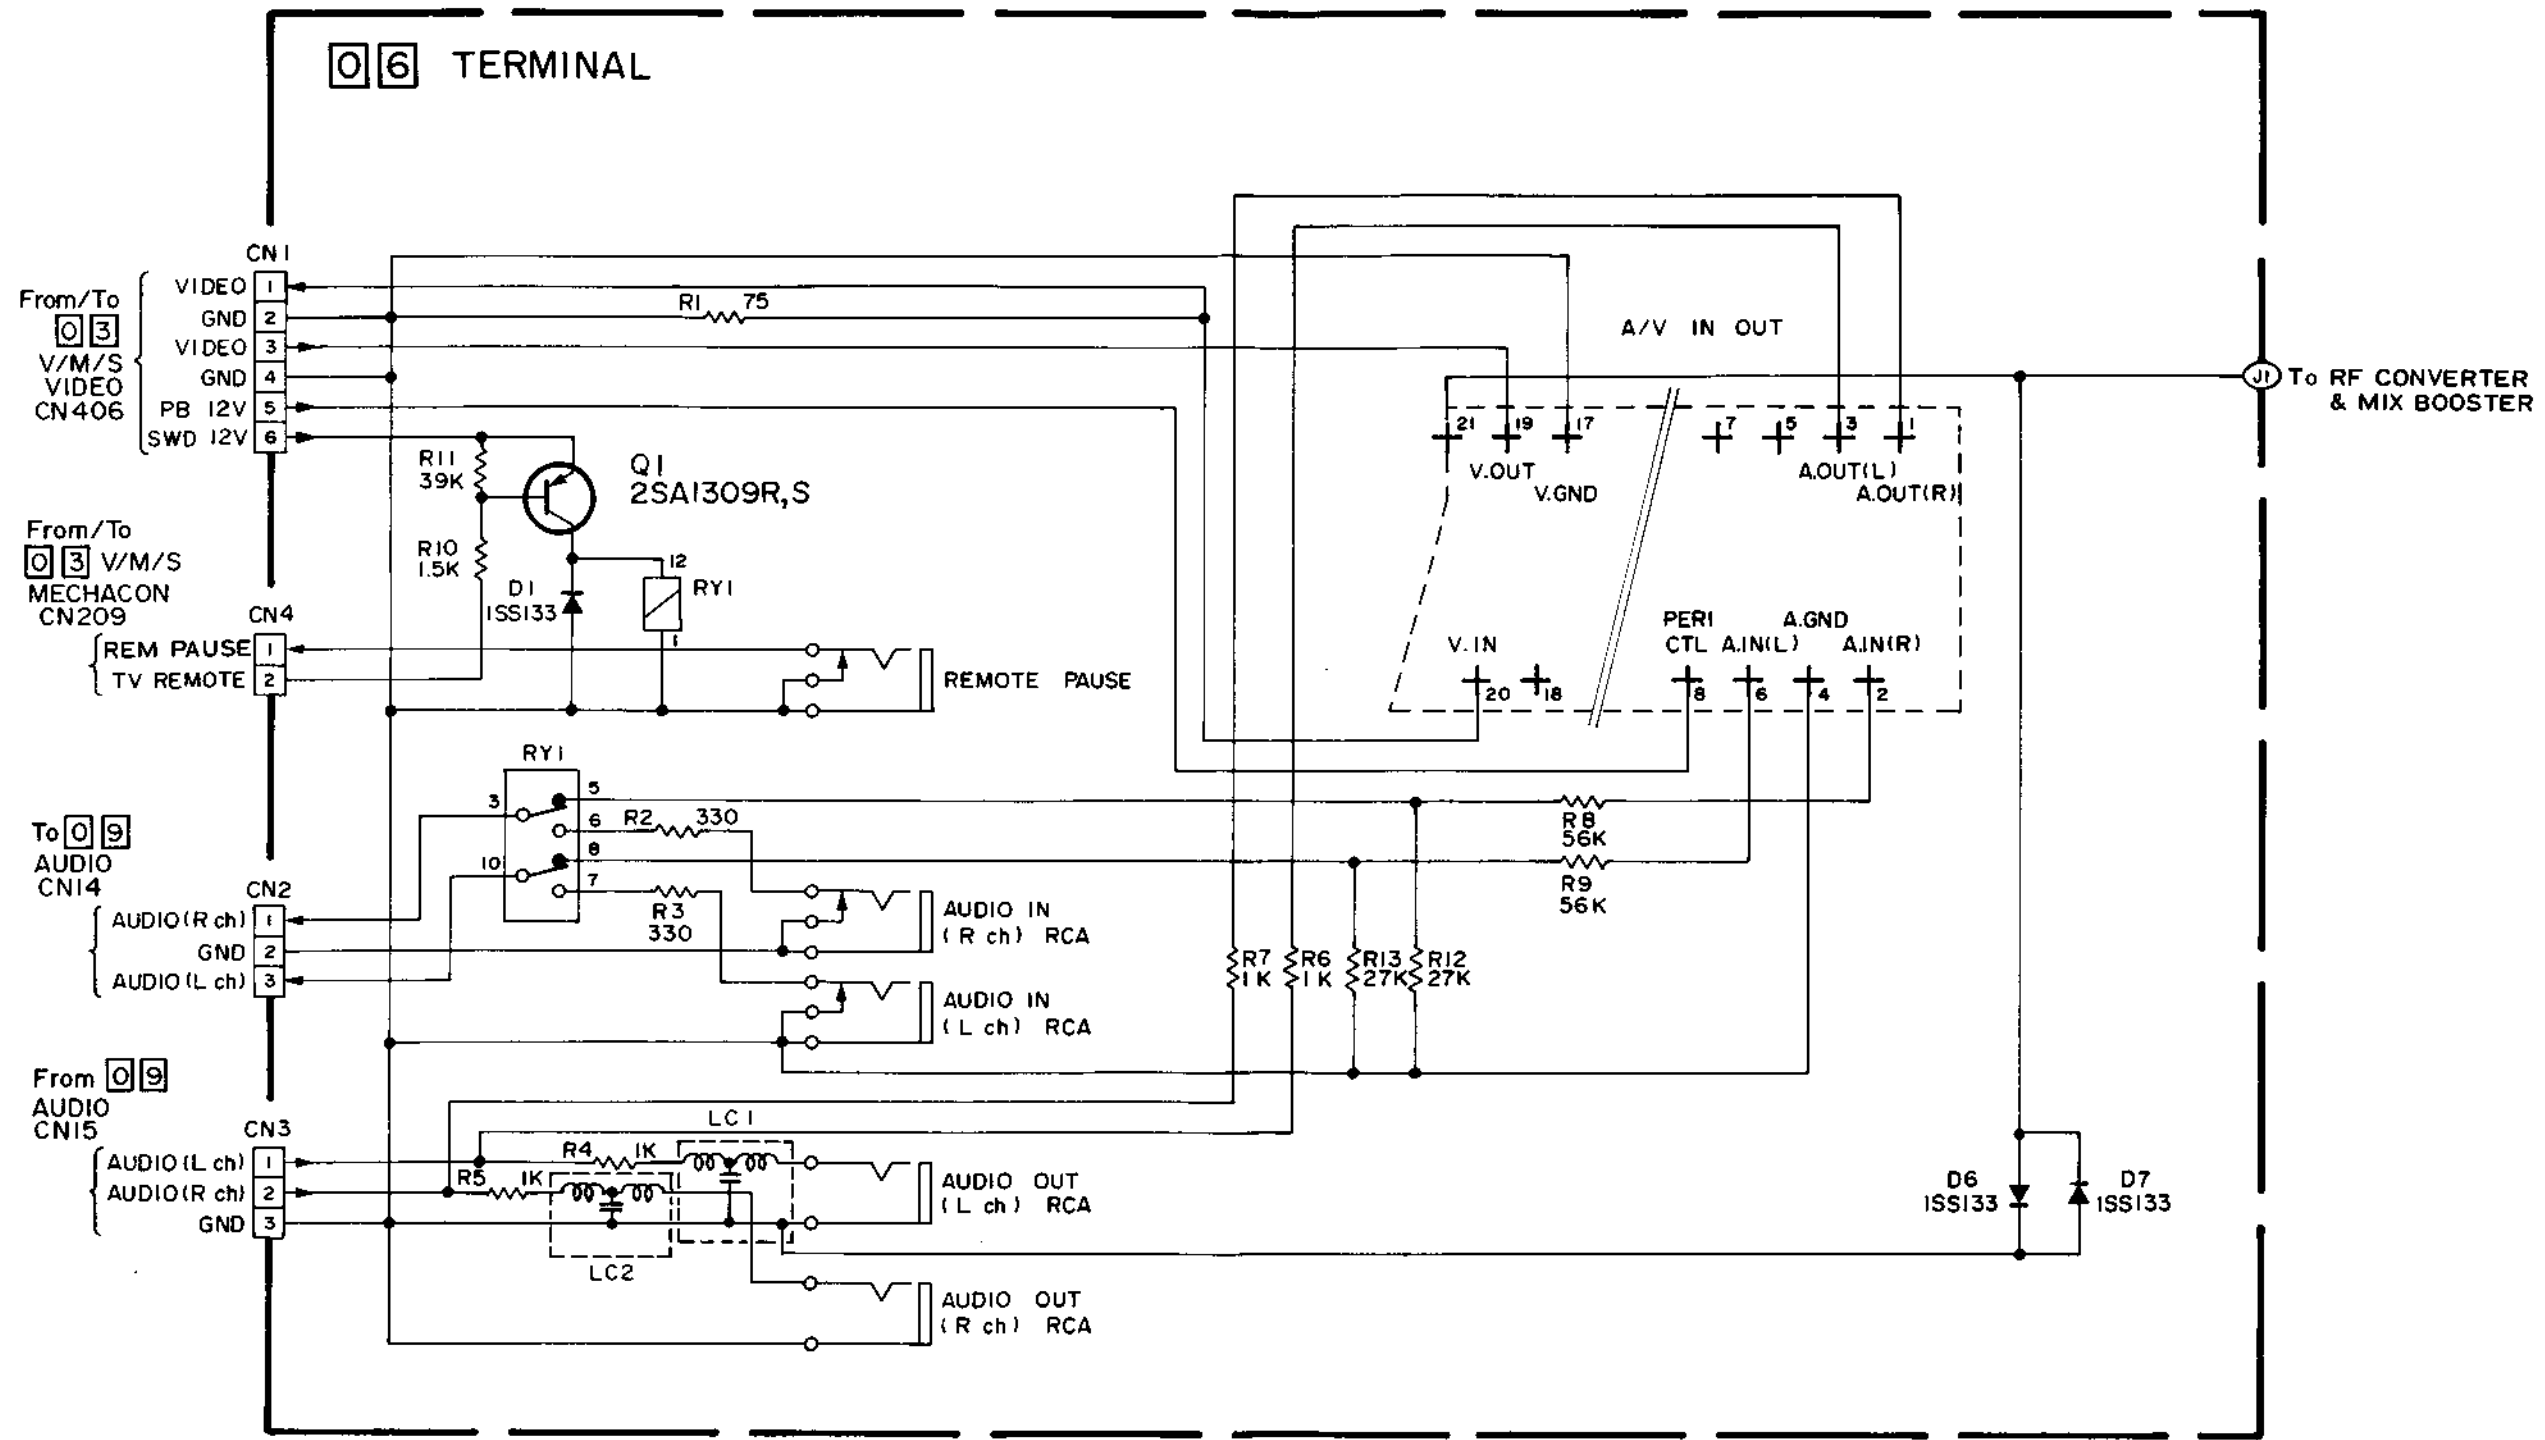 06 TERMINAL
CN1
From/To
03
V/M/S
VIDEO
CN406
VIDEO 1
GND 2
VIDEO 3
GND 4
PB 12V 5
SWD 12V 6
R1 75
R11
39K
Q1
2SA1309R,S
R10
1.5K
D1
1SS133
12
RY1
1
From/To
03 V/M/S
MECHACON
CN209
CN4
REM PAUSE 1
TV REMOTE 2
REMOTE PAUSE
A/V IN OUT
21 19 17 7 5 3 1
V.OUT
V.GND
A.OUT(L)
A.OUT(R)
PERI
CTL
A.IN(L)
A.GND
A.IN(R)
V.IN
20 18 8 6 4 2
J1 To RF CONVERTER
& MIX BOOSTER
RY1
3 5
6
10 8
7
R2 330
R3
330
R8
56K
R9
56K
To 09
AUDIO
CN14
CN2
AUDIO(R ch) 1
GND 2
AUDIO(L ch) 3
AUDIO IN
(R ch) RCA
AUDIO IN
(L ch) RCA
R7
1K
R6
1K
R13
27K
R12
27K
From 09
AUDIO
CN15
CN3
AUDIO(L ch) 1
AUDIO(R ch) 2
GND 3
LC1
R4 1K
R5 1K
LC2
AUDIO OUT
(L ch) RCA
AUDIO OUT
(R ch) RCA
D6
1SS133
D7
1SS133